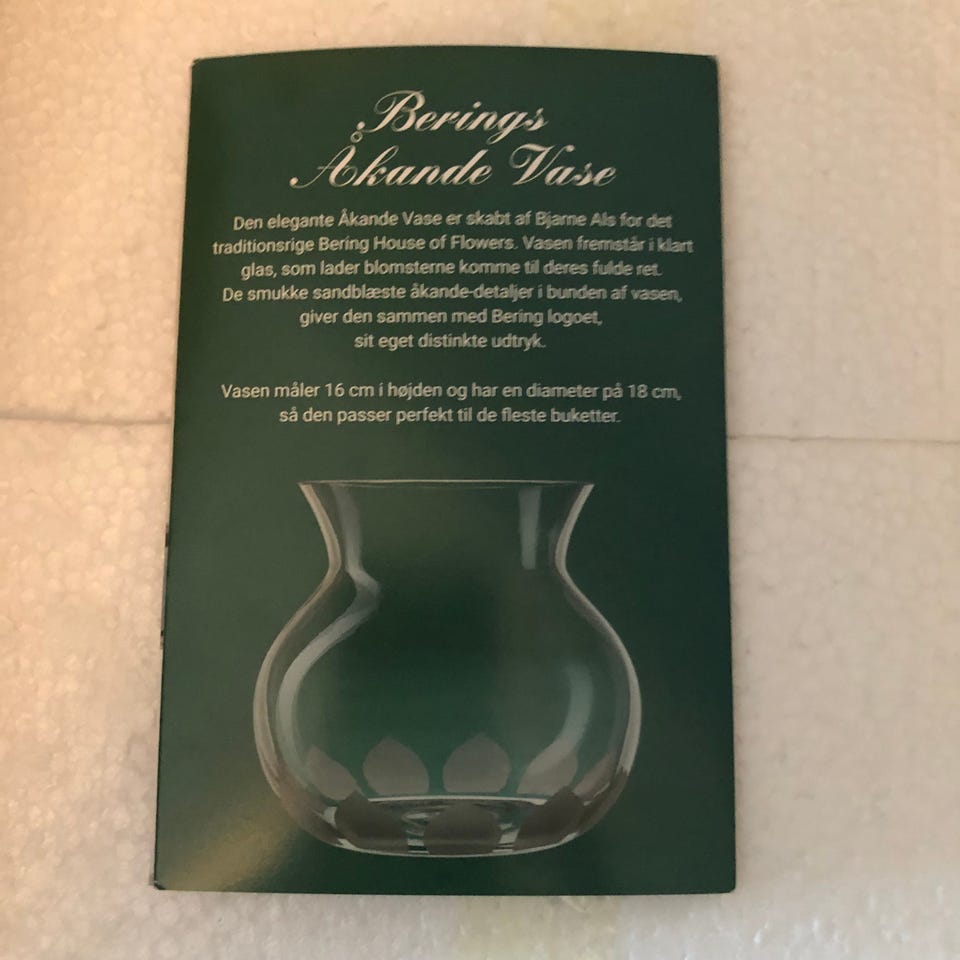 Berings
Åkande Vase
Den elegante Åkande Vase er skabt af Bjarne Als for det
traditionsrige Bering House of Flowers. Vasen fremstår i klart
glas, som lader blomsterne komme til deres fulde ret.
De smukke sandblæste åkande-detaljer i bunden af vasen,
giver den sammen med Bering logoet,
sit eget distinkte udtryk.
Vasen måler 16 cm i højden og har en diameter på 18 cm,
så den passer perfekt til de fleste buketter.